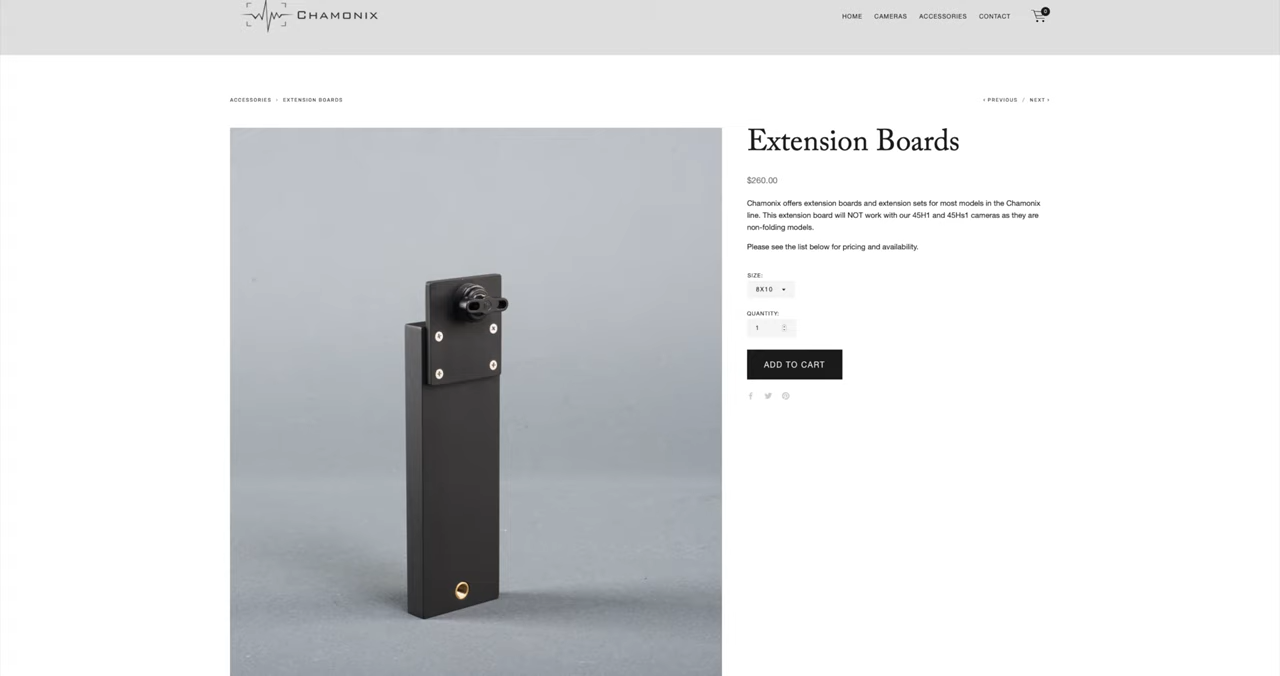 CHAMONIX
HOME CAMERAS ACCESSORIES CONTACT 0
ACCESSORIES › EXTENSION BOARDS
‹ PREVIOUS / NEXT ›
Extension Boards
$260.00
Chamonix offers extension boards and extension sets for most models in the Chamonix
line. This extension board will NOT work with our 45H1 and 45Hs1 cameras as they are
non-folding models.
Please see the list below for pricing and availability.
SIZE:
8X10
QUANTITY:
1
ADD TO CART